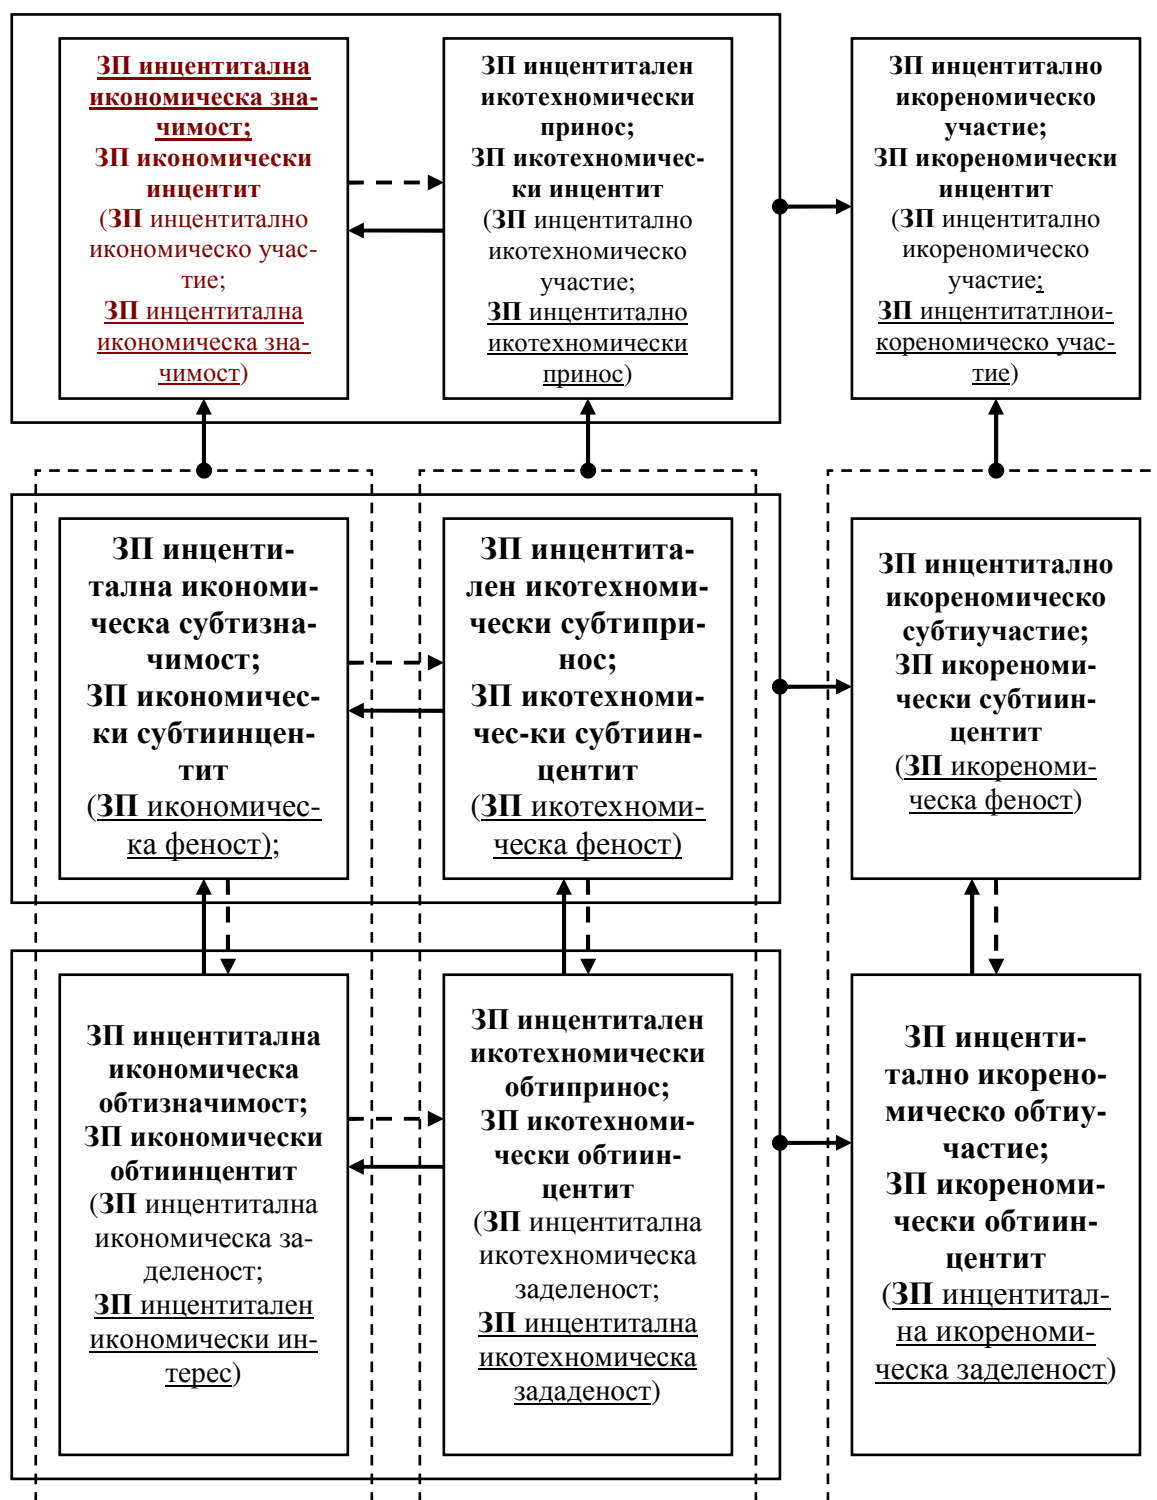 ЗП инцентитална
икономическа зна-
чимост;
ЗП икономически
инцентит
(ЗП инцентитално
икономическо учас-
тие;
ЗП инцентитална
икономическа зна-
чимост)
ЗП инцентитален
икотехномически
принос;
ЗП икотехномичес-
ки инцентит
(ЗП инцентитално
икотехномическо
участие;
ЗП инцентитално
икотехномически
принос)
ЗП инцентитално
икореномическо
участие;
ЗП икореномически
инцентит
(ЗП инцентитално
икореномическо
участие;
ЗП инцентитатлнои-
кореномическо учас-
тие)
ЗП инценти-
тална икономи-
ческа субтизна-
чимост;
ЗП икономичес-
ки субтиинцен-
тит
(ЗП икономичес-
ка феност);
ЗП инцентита-
лен икотехноми-
чески субтипри-
нос;
ЗП икотехноми-
чес-ки субтиин-
центит
(ЗП икотехноми-
ческа феност)
ЗП инцентитално
икореномическо
субтиучастие;
ЗП икореноми-
чески субтиин-
центит
(ЗП икореноми-
ческа феност)
ЗП инцентитална
икономическа
обтизначимост;
ЗП икономически
обтиинцентит
(ЗП инцентитална
икономическа за-
деленост;
ЗП инцентитален
икономически ин-
терес)
ЗП инцентитален
икотехномически
обтипринос;
ЗП икотехноми-
чески обтиин-
центит
(ЗП инцентитална
икотехномическа
заделеност;
ЗП инцентитална
икотехномическа
зададеност)
ЗП инценти-
тално икорено-
мическо обтиу-
частие;
ЗП икореноми-
чески обтиин-
центит
(ЗП инцентитал-
на икореноми-
ческа заделеност)